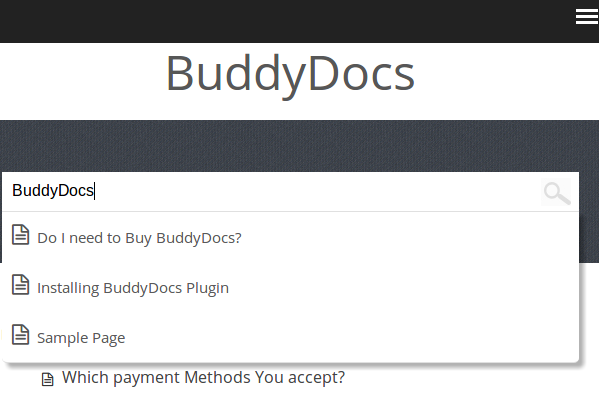 BuddyDocs
BuddyDocs
Do I need to Buy BuddyDocs?
Installing BuddyDocs Plugin
Sample Page
Which payment Methods You accept?